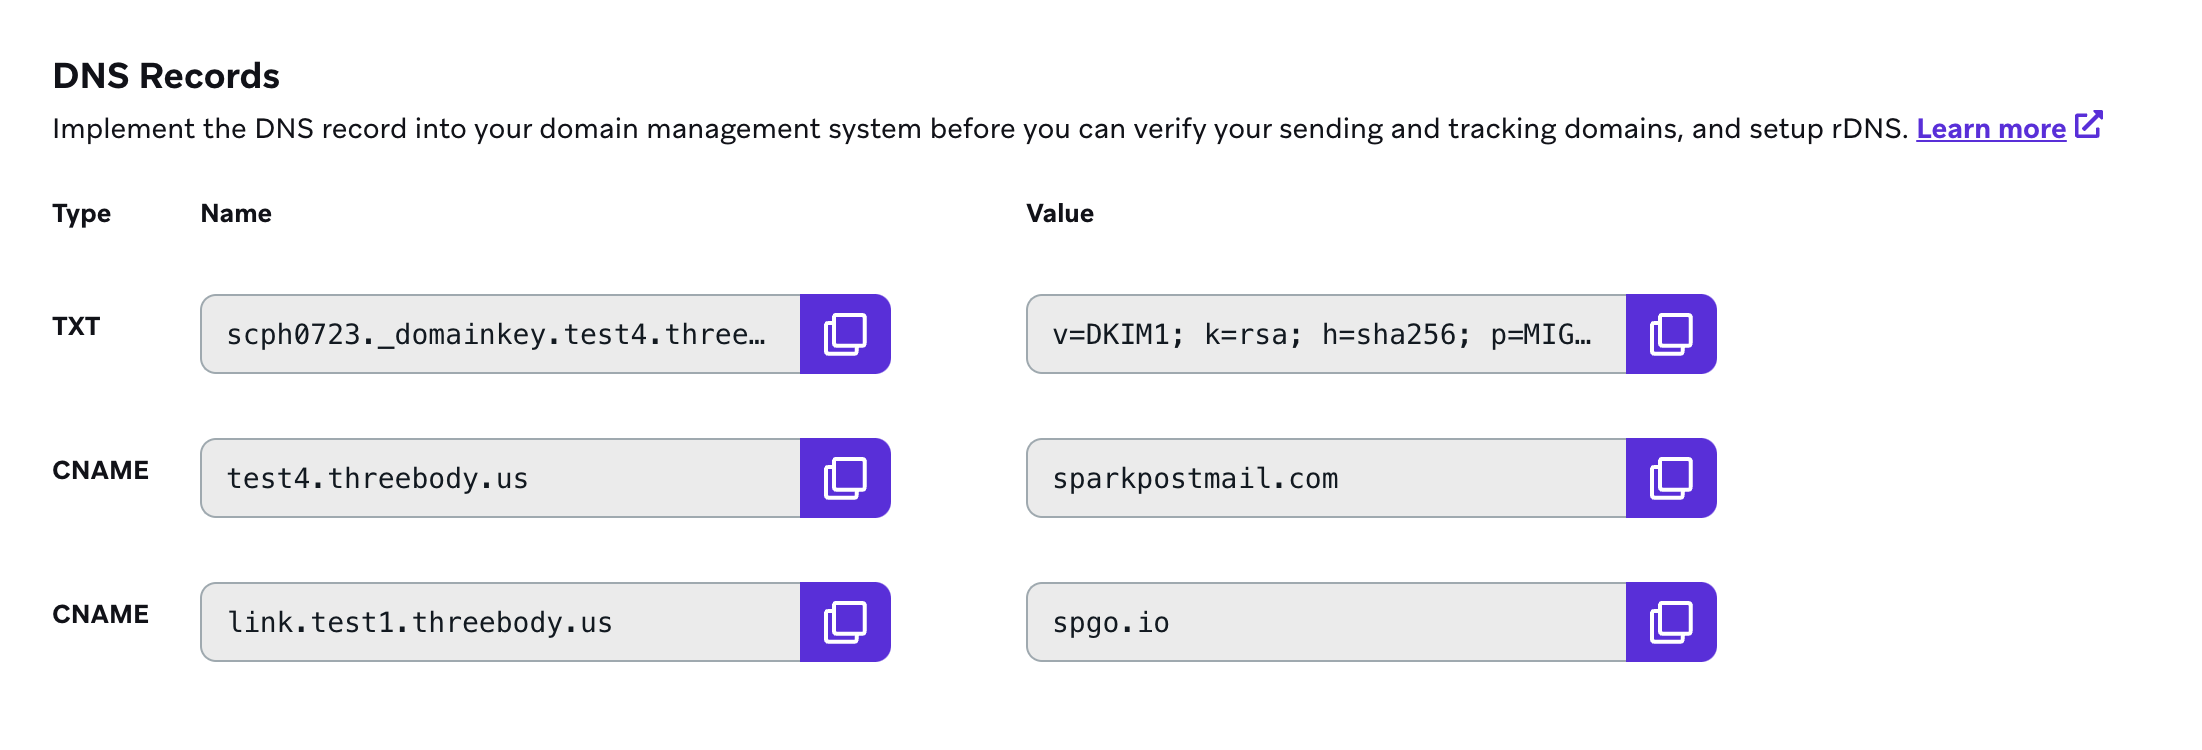 DNS Records
Implement the DNS record into your domain management system before you can verify your sending and tracking domains, and setup rDNS. Learn more
Type Name Value
TXT scph0723._domainkey.test4.three… v=DKIM1; k=rsa; h=sha256; p=MIG…
CNAME test4.threebody.us sparkpostmail.com
CNAME link.test1.threebody.us spgo.io